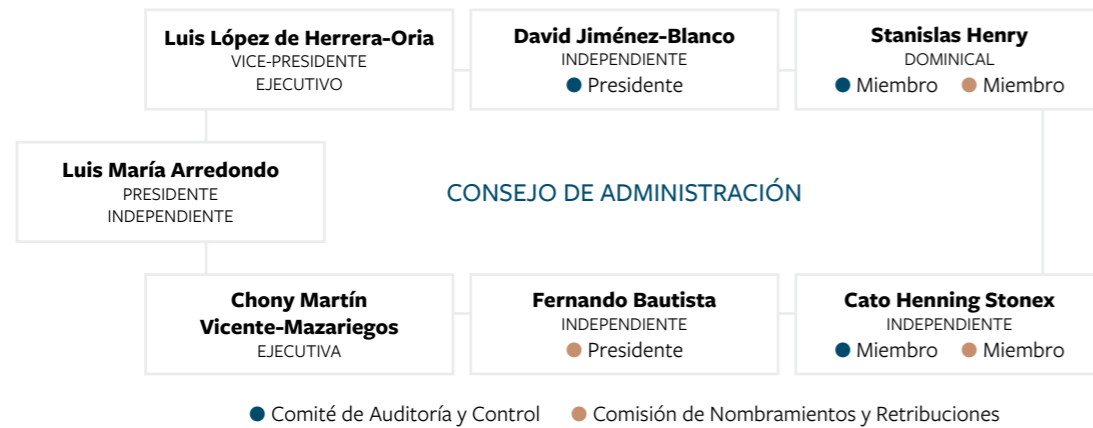 Luis López de Herrera-Oria
VICE-PRESIDENTE
EJECUTIVO
David Jiménez-Blanco
INDEPENDIENTE
Presidente
Stanislas Henry
DOMINICAL
Miembro Miembro
Luis María Arredondo
PRESIDENTE
INDEPENDIENTE
CONSEJO DE ADMINISTRACIÓN
Chony Martín
Vicente-Mazariegos
EJECUTIVA
Fernando Bautista
INDEPENDIENTE
Presidente
Cato Henning Stonex
INDEPENDIENTE
Miembro Miembro
Comité de Auditoría y Control Comisión de Nombramientos y Retribuciones